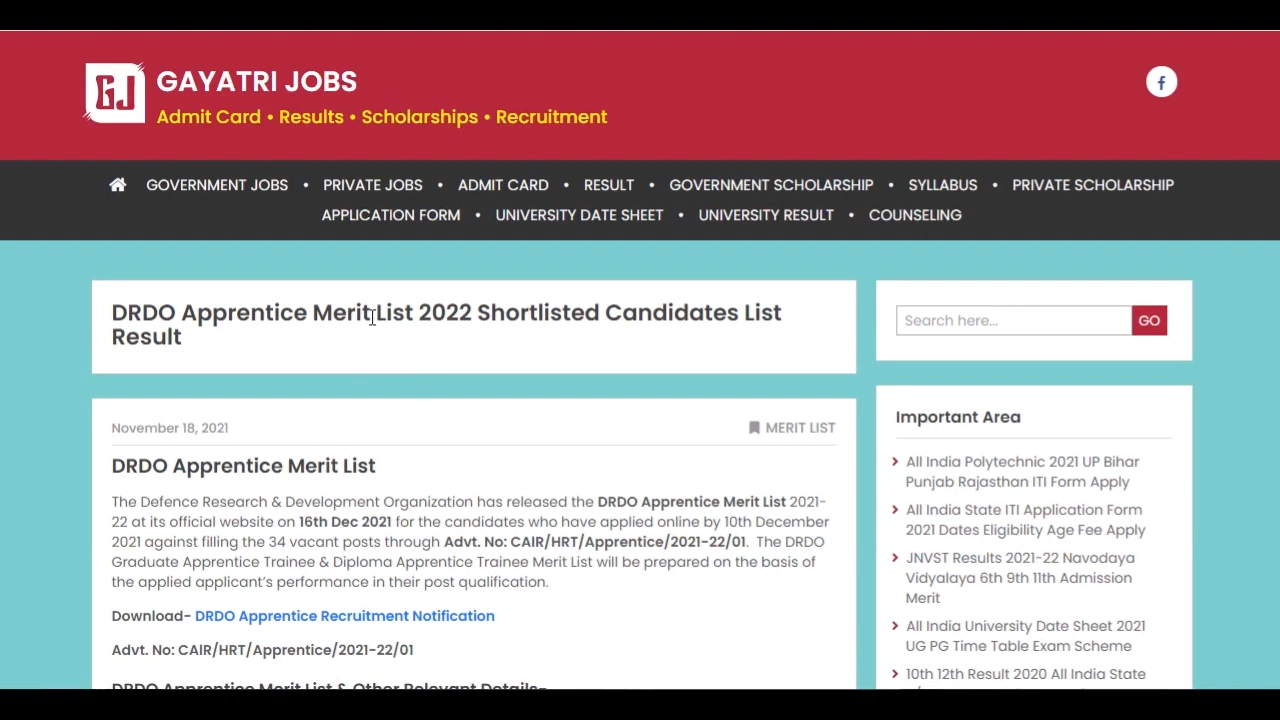 GJ
GAYATRI JOBS
Admit Card • Results • Scholarships • Recruitment
GOVERNMENT JOBS • PRIVATE JOBS • ADMIT CARD • RESULT • GOVERNMENT SCHOLARSHIP • SYLLABUS • PRIVATE SCHOLARSHIP
APPLICATION FORM • UNIVERSITY DATE SHEET • UNIVERSITY RESULT • COUNSELING
DRDO Apprentice Merit List 2022 Shortlisted Candidates List
Result
November 18, 2021
MERIT LIST
DRDO Apprentice Merit List
The Defence Research & Development Organization has released the DRDO Apprentice Merit List 2021-
22 at its official website on 16th Dec 2021 for the candidates who have applied online by 10th December
2021 against filling the 34 vacant posts through Advt. No: CAIR/HRT/Apprentice/2021-22/01. The DRDO
Graduate Apprentice Trainee & Diploma Apprentice Trainee Merit List will be prepared on the basis of
the applied applicant's performance in their post qualification.
Download- DRDO Apprentice Recruitment Notification
Advt. No: CAIR/HRT/Apprentice/2021-22/01
DRDO Apprentice Merit List & Other Relevant Details-
Search here...
GO
Important Area
All India Polytechnic 2021 UP Bihar
Punjab Rajasthan ITI Form Apply
All India State ITI Application Form
2021 Dates Eligibility Age Fee Apply
JNVST Results 2021-22 Navodaya
Vidyalaya 6th 9th 11th Admission
Merit
All India University Date Sheet 2021
UG PG Time Table Exam Scheme
10th 12th Result 2020 All India State